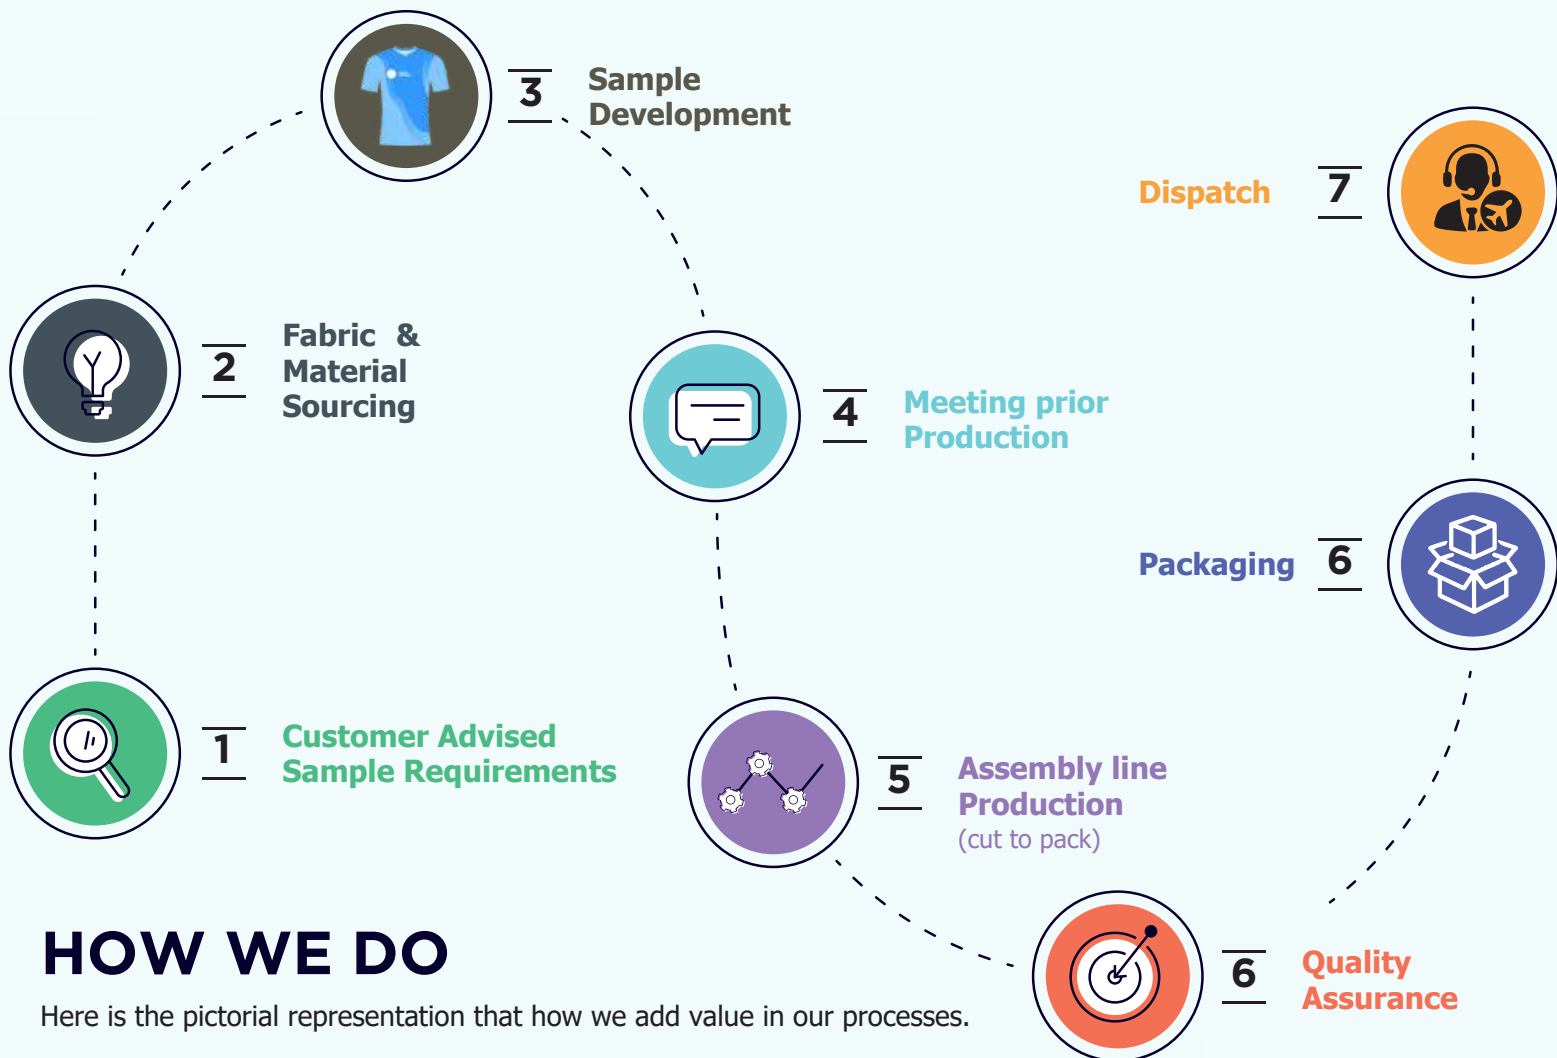 3
Sample
Development
7
Dispatch
2
Fabric &
Material
Sourcing
4
Meeting prior
Production
6
Packaging
1
Customer Advised
Sample Requirements
5
Assembly line
Production
(cut to pack)
6
Quality
Assurance
HOW WE DO
Here is the pictorial representation that how we add value in our processes.